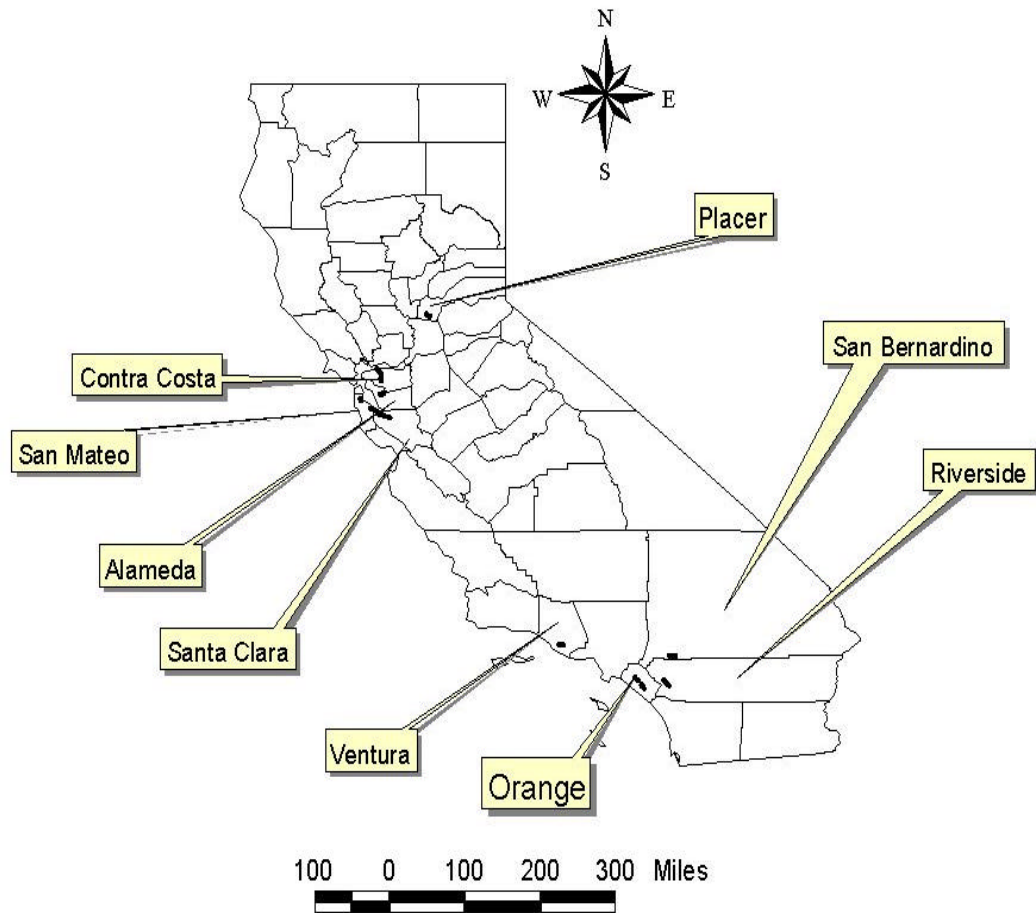 N
W E
S
Placer
San Bernardino
Contra Costa
San Mateo
Riverside
Alameda
Santa Clara
Ventura
Orange
100 0 100 200 300 Miles